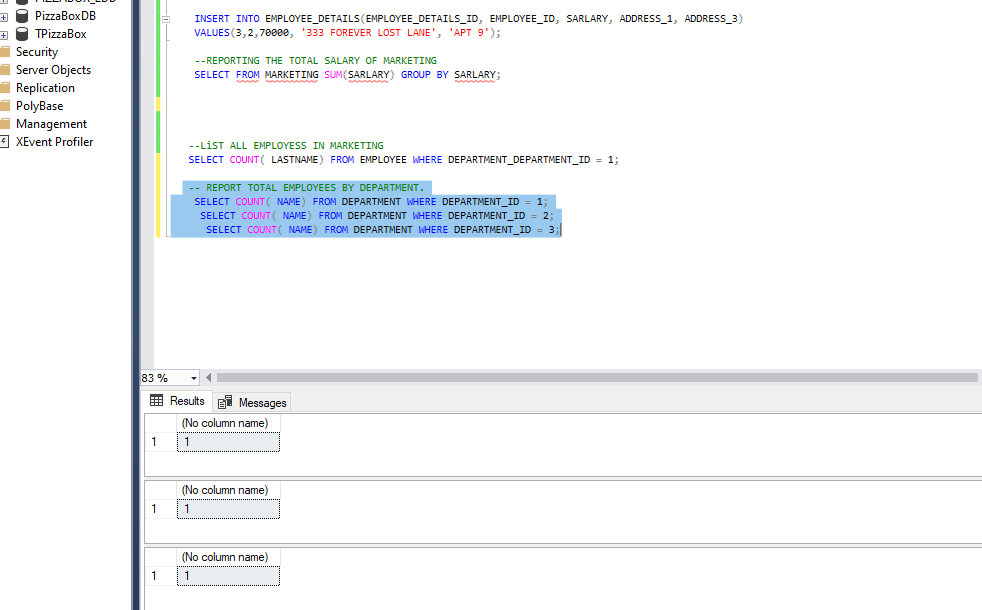 PizzaBoxDB
TPizzaBox
Security
Server Objects
Replication
PolyBase
Management
XEvent Profiler
INSERT INTO EMPLOYEE_DETAILS(EMPLOYEE_DETAILS_ID, EMPLOYEE_ID, SARLARY, ADDRESS_1, ADDRESS_3)
VALUES(3,2,70000, '333 FOREVER LOST LANE', 'APT 9');
--REPORTING THE TOTAL SALARY OF MARKETING
SELECT FROM MARKETING SUM(SARLARY) GROUP BY SARLARY;
--LiST ALL EMPLOYESS IN MARKETING
SELECT COUNT( LASTNAME) FROM EMPLOYEE WHERE DEPARTMENT_DEPARTMENT_ID = 1;
-- REPORT TOTAL EMPLOYEES BY DEPARTMENT.
SELECT COUNT( NAME) FROM DEPARTMENT WHERE DEPARTMENT_ID = 1;
SELECT COUNT( NAME) FROM DEPARTMENT WHERE DEPARTMENT_ID = 2;
SELECT COUNT( NAME) FROM DEPARTMENT WHERE DEPARTMENT_ID = 3;
83 %
Results Messages
(No column name)
1 1
(No column name)
1 1
(No column name)
1 1